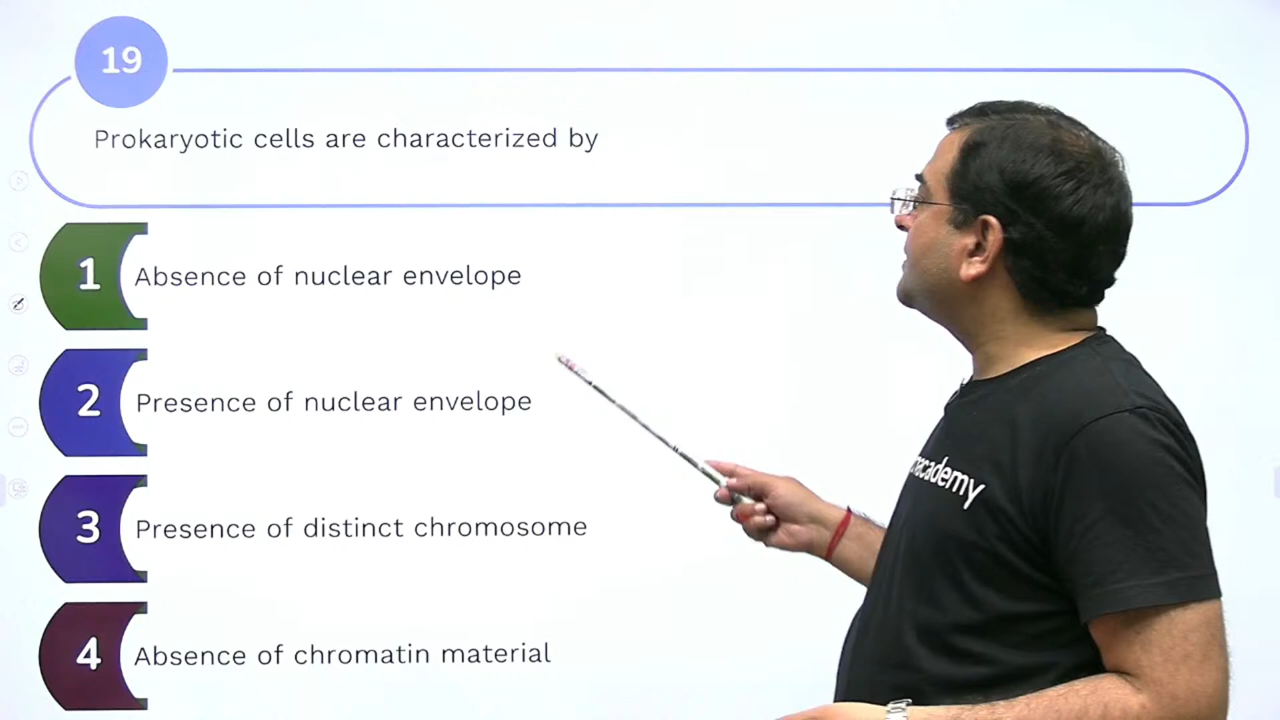 19
Prokaryotic cells are characterized by
1 Absence of nuclear envelope
2 Presence of nuclear envelope
3 Presence of distinct chromosome
4 Absence of chromatin material